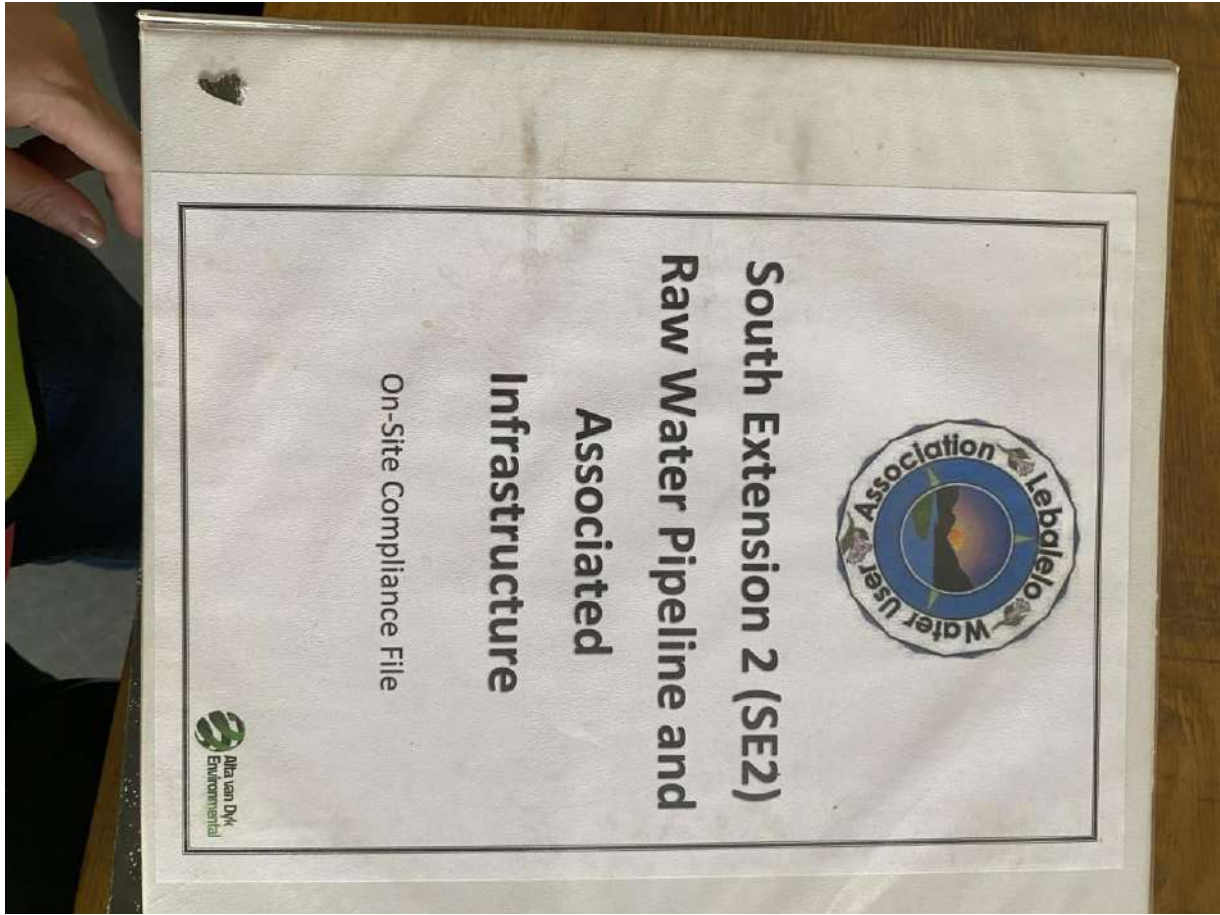 Lebalelo Water User Association
South Extension 2 (SE2)
Raw Water Pipeline and
Associated
Infrastructure
On-Site Compliance File
Alta van Dyk
Environmental